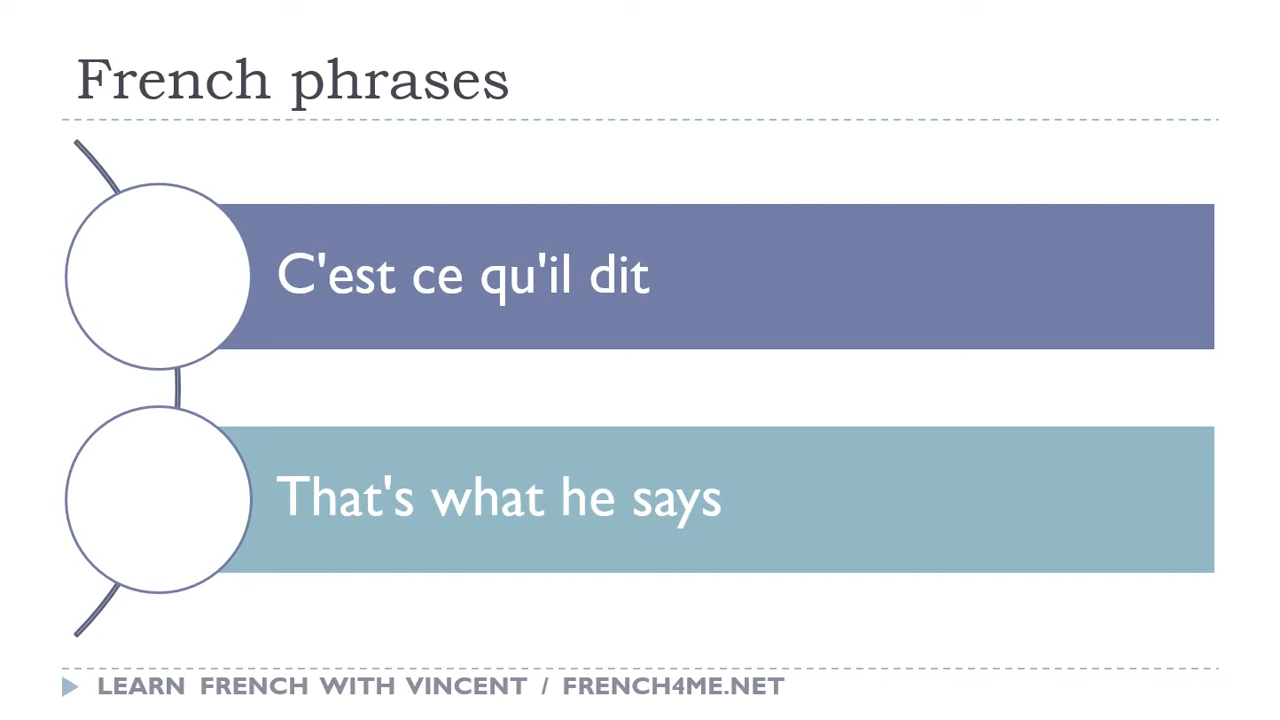 French phrases
C'est ce qu'il dit
That's what he says
LEARN FRENCH WITH VINCENT / FRENCH4ME.NET